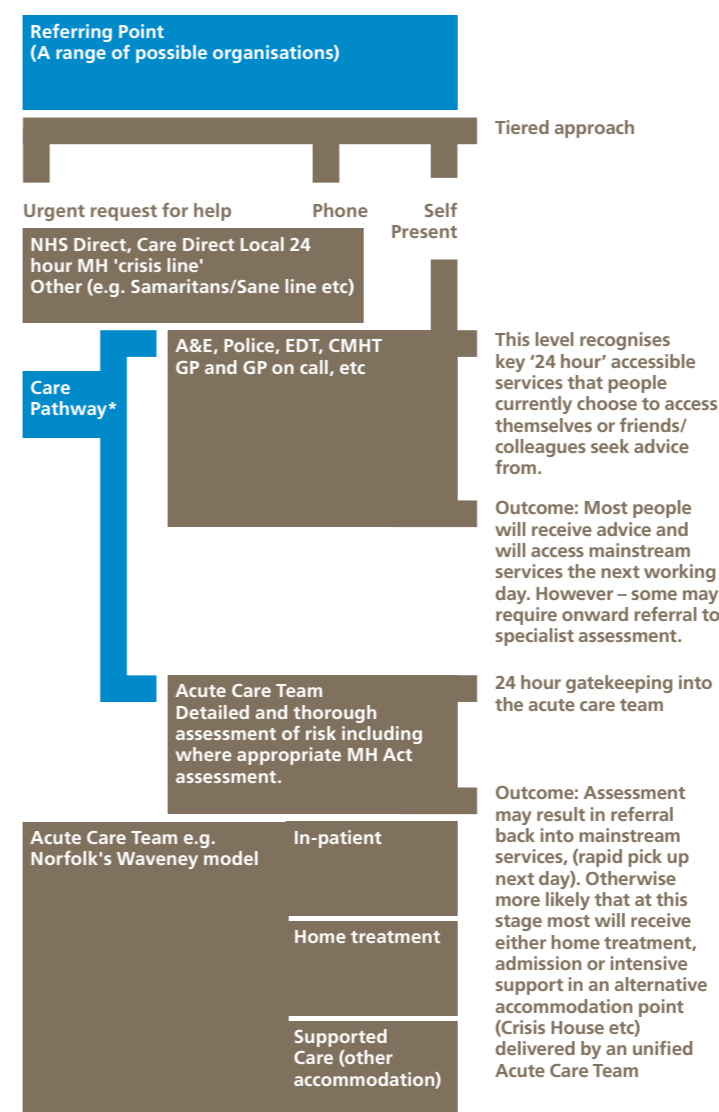 Referring Point
(A range of possible organisations)
Tiered approach
Urgent request for help
Phone
Self
Present
NHS Direct, Care Direct Local 24
hour MH 'crisis line'
Other (e.g. Samaritans/Sane line etc)
Care
Pathway*
A&E, Police, EDT, CMHT
GP and GP on call, etc
This level recognises
key ‘24 hour’ accessible
services that people
currently choose to access
themselves or friends/
colleagues seek advice
from.
Outcome: Most people
will receive advice and
will access mainstream
services the next working
day. However – some may
require onward referral to
specialist assessment.
Acute Care Team
Detailed and thorough
assessment of risk including
where appropriate MH Act
assessment.
24 hour gatekeeping into
the acute care team
Outcome: Assessment
may result in referral
back into mainstream
services, (rapid pick up
next day). Otherwise
more likely that at this
stage most will receive
either home treatment,
admission or intensive
support in an alternative
accommodation point
(Crisis House etc)
delivered by an unified
Acute Care Team
Acute Care Team e.g.
Norfolk's Waveney model
In-patient
Home treatment
Supported
Care (other
accommodation)